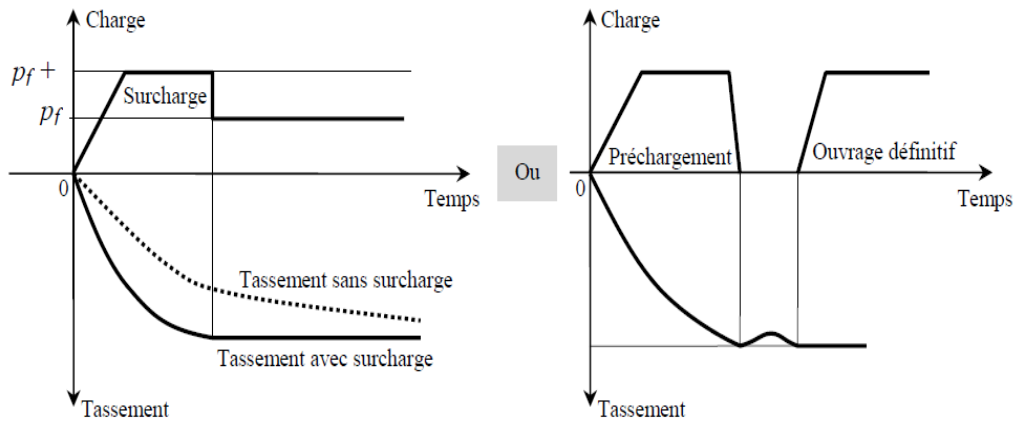 Charge
p_f +
Surcharge
p_f
0
Temps
Tassement sans surcharge
Tassement avec surcharge
Tassement
Ou
Charge
Préchargement
Ouvrage définitif
0
Temps
Tassement